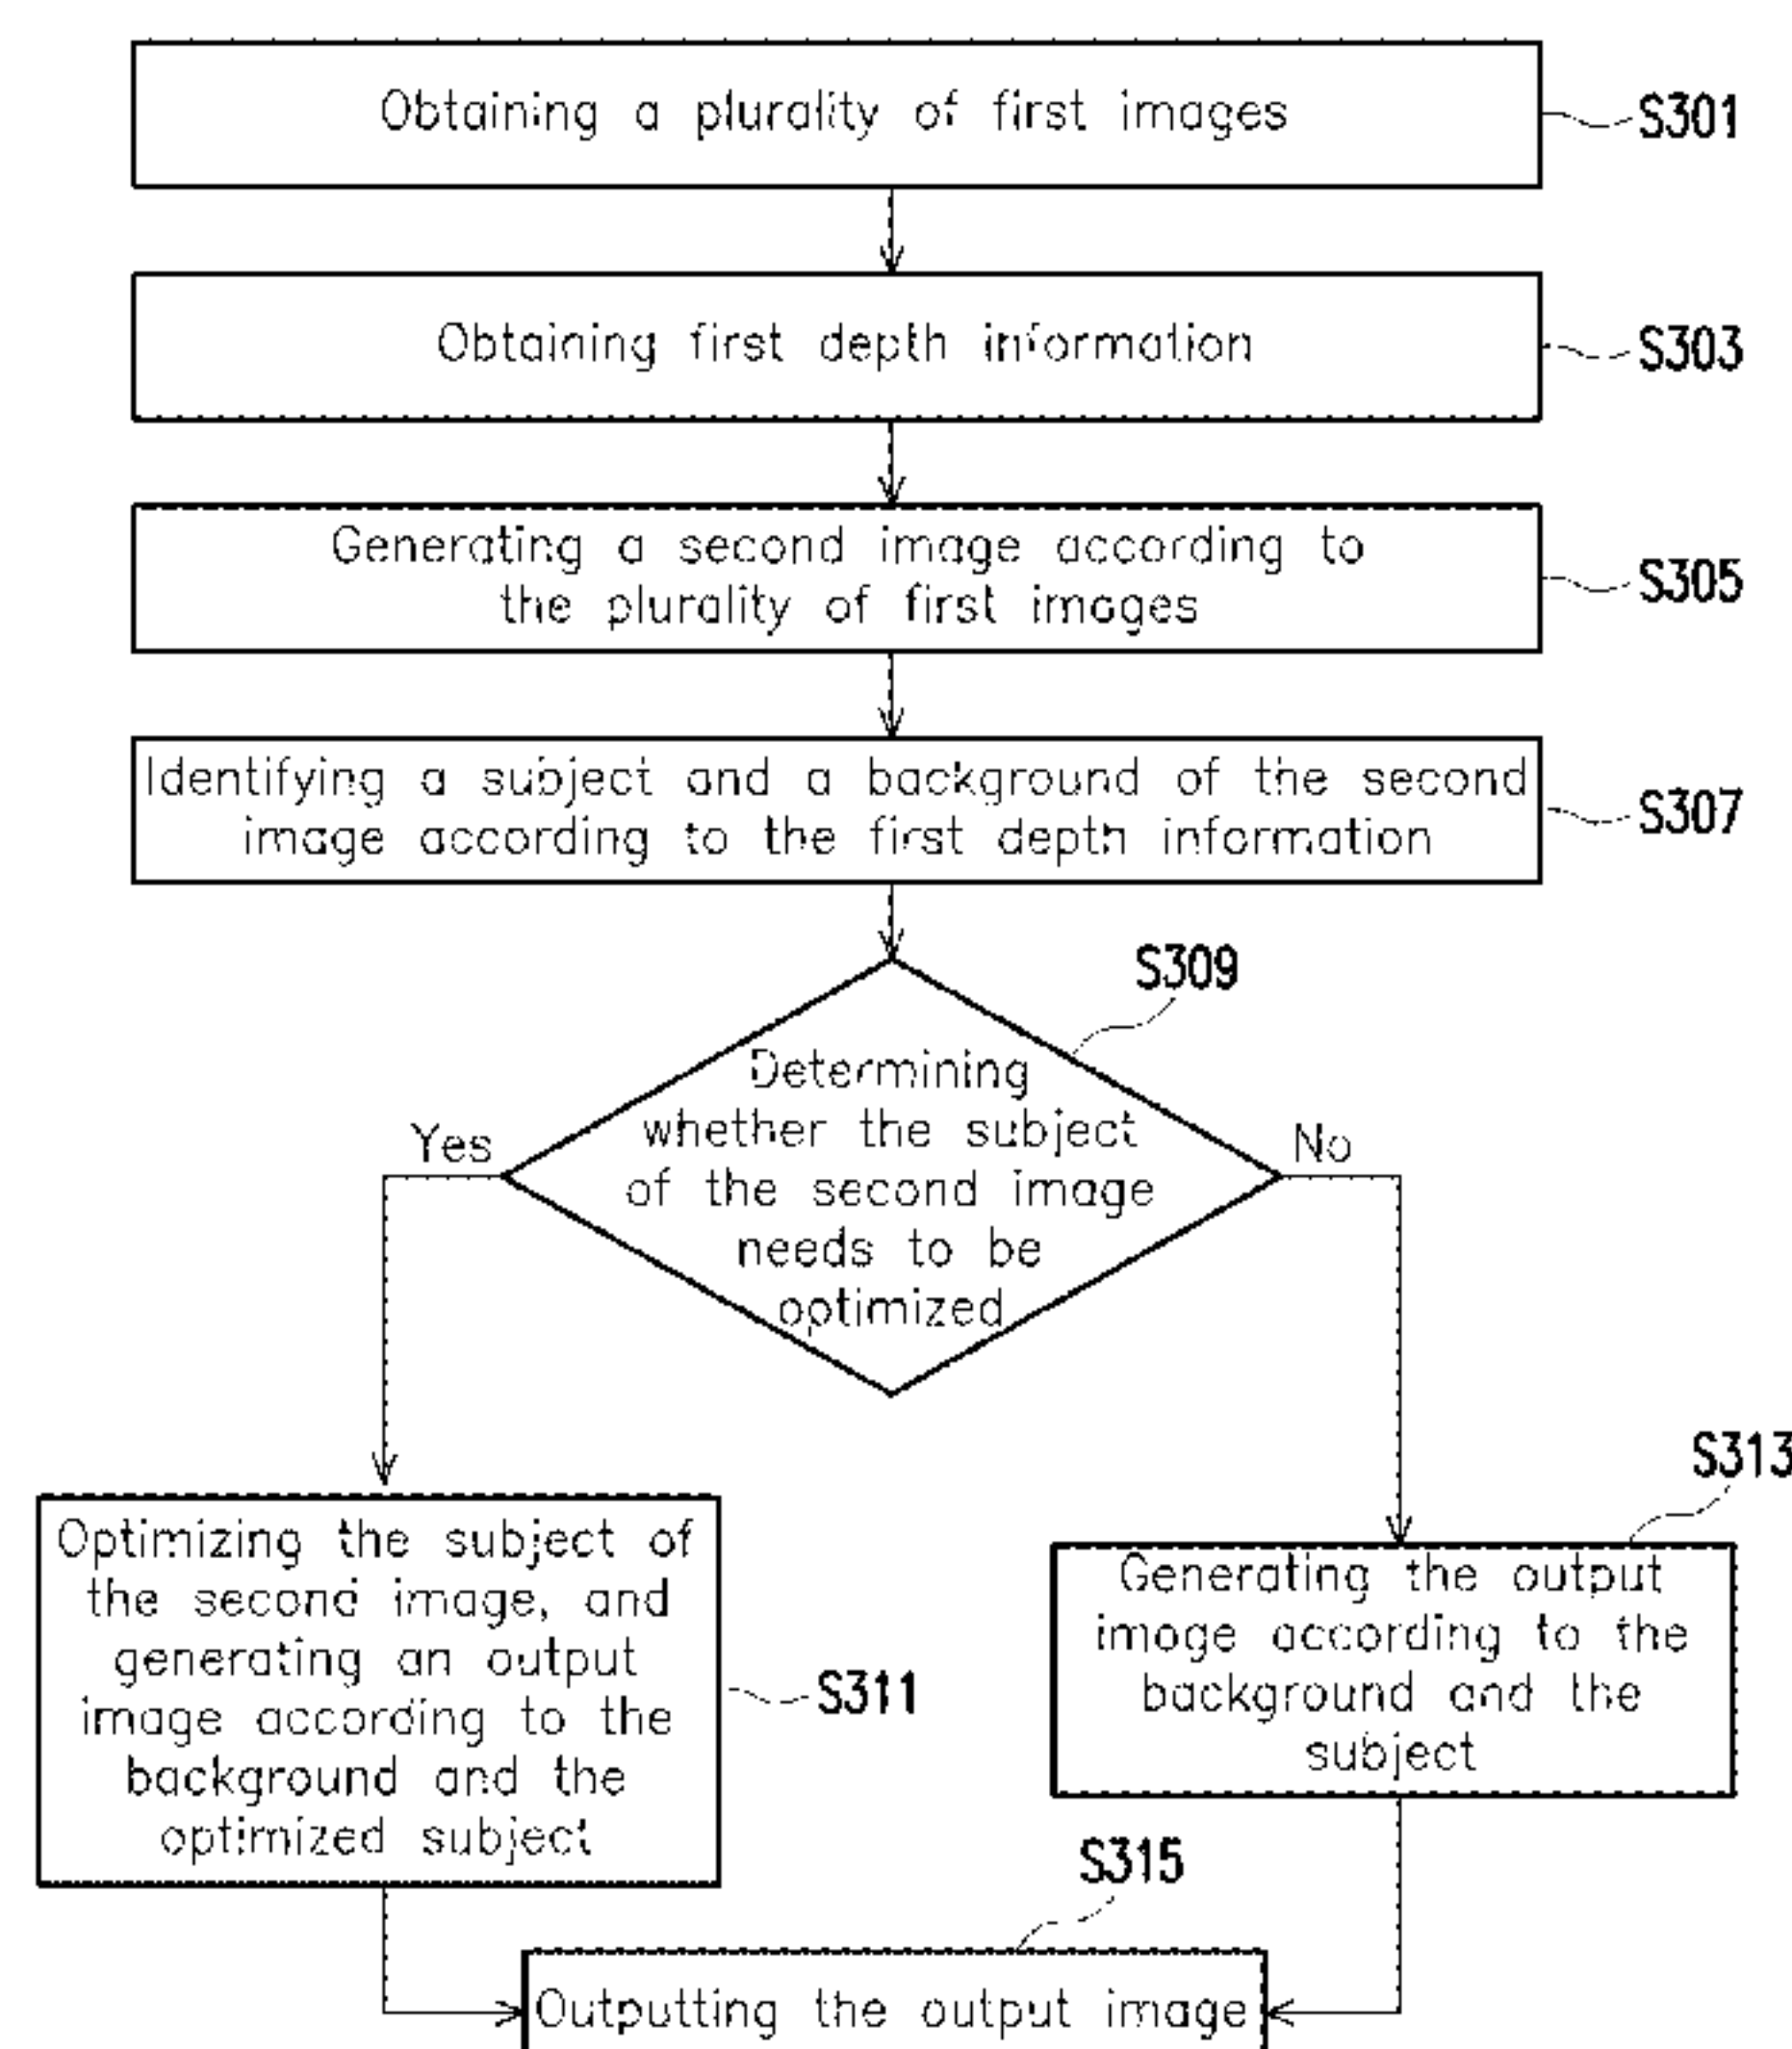 Obtaining a plurality of first images
S301
Obtaining first depth information
S303
Generating a second image according to
the plurality of first images
S305
Identifying a subject and a background of the second
image according to the first depth information
S307
S309
Determining
whether the subject
of the second image
needs to be
optimized
Yes
No
S313
Optimizing the subject of
the second image, and
generating an output
image according to the
background and the
optimized subject
S311
Generating the output
image according to the
background and the
subject
S315
Outputting the output image